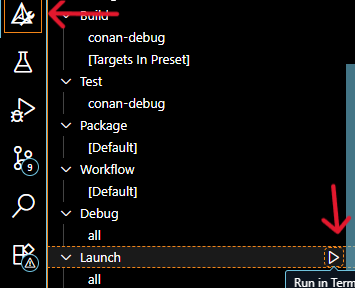 Build
conan-debug
[Targets In Preset]
Test
conan-debug
Package
[Default]
Workflow
[Default]
9
Debug
all
Launch
Run in Term
all